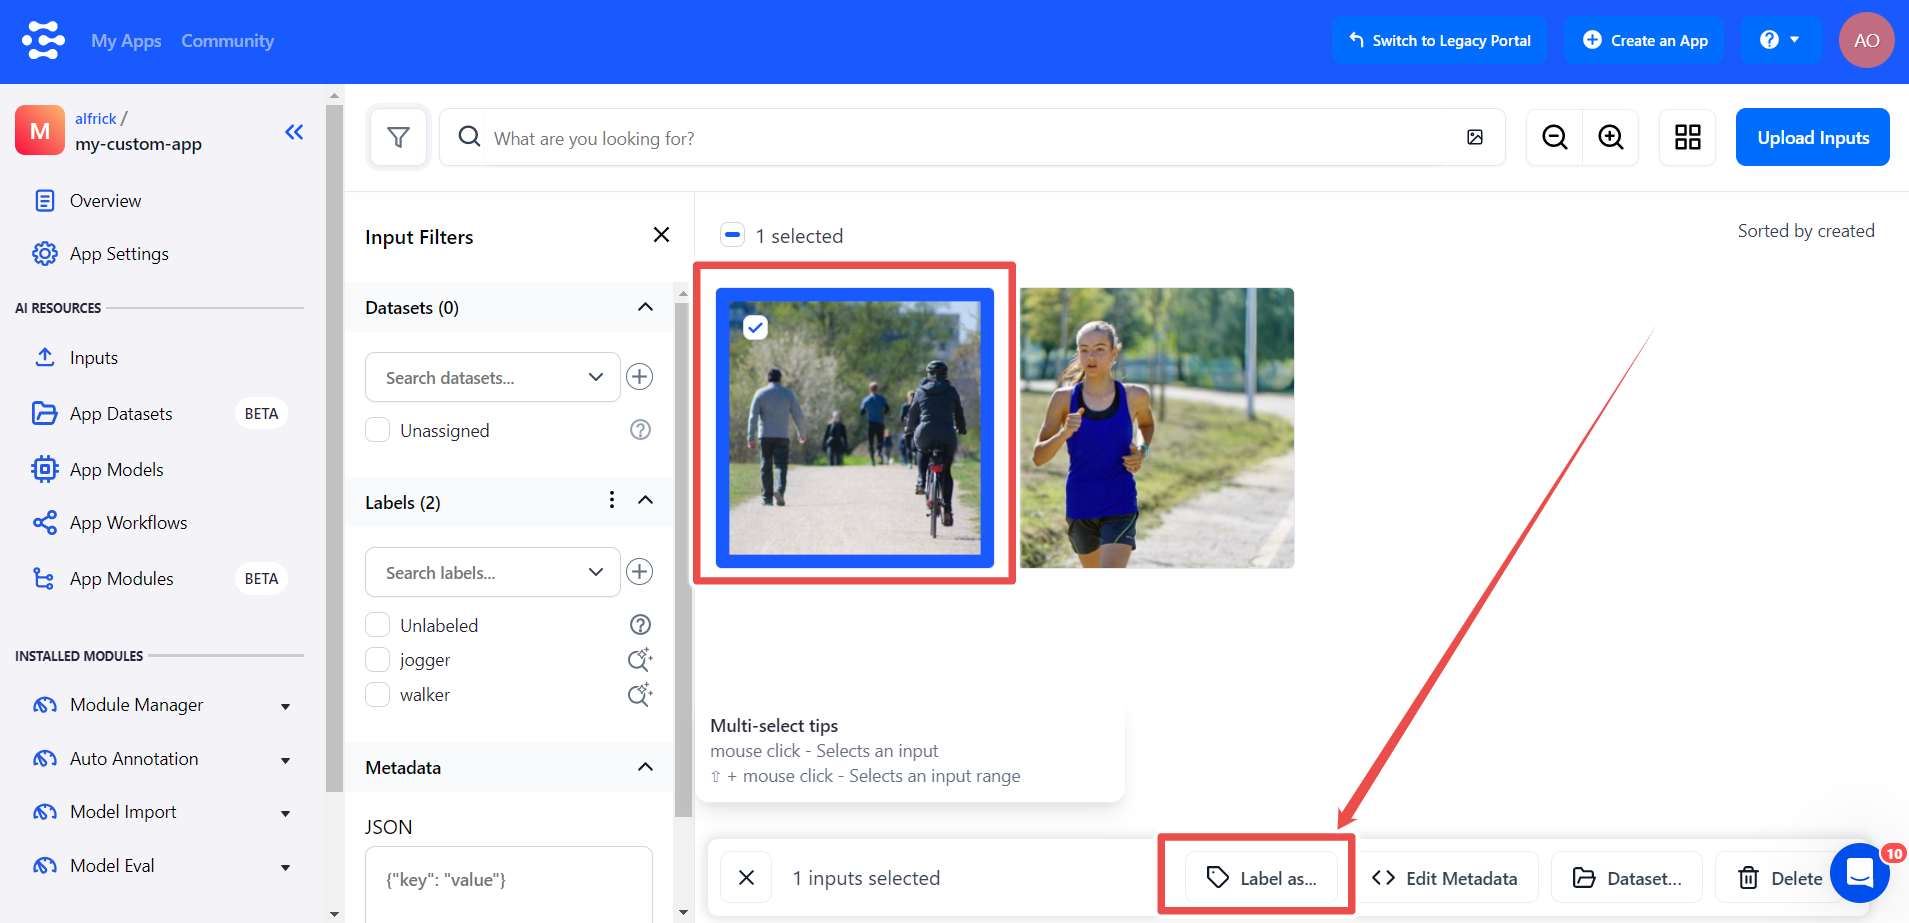 My Apps
Community
Switch to Legacy Portal
Create an App
AO
M
alfrick /
my-custom-app
Overview
App Settings
AI RESOURCES
Inputs
App Datasets
BETA
App Models
App Workflows
App Modules
BETA
INSTALLED MODULES
Module Manager
Auto Annotation
Model Import
Model Eval
What are you looking for?
Upload Inputs
Input Filters
Datasets (0)
Search datasets...
Unassigned
Labels (2)
Search labels...
Unlabeled
jogger
walker
Metadata
JSON
{"key": "value"}
1 selected
Sorted by created
Multi-select tips
mouse click - Selects an input
⇧ + mouse click - Selects an input range
1 inputs selected
Label as...
Edit Metadata
Dataset...
Delete
10